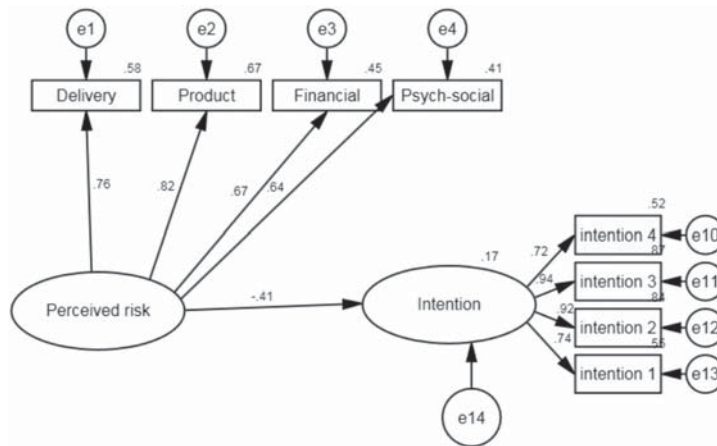 e1 e2 e3 e4
.58 .67 .45 .41
Delivery Product Financial Psych-social
.76 .82 .67 .64
.52
intention 4 e10
.17 .72 .87
.94 intention 3 e11
.84
Perceived risk -.41 Intention .92 intention 2 e12
.74 .55
intention 1 e13
e14